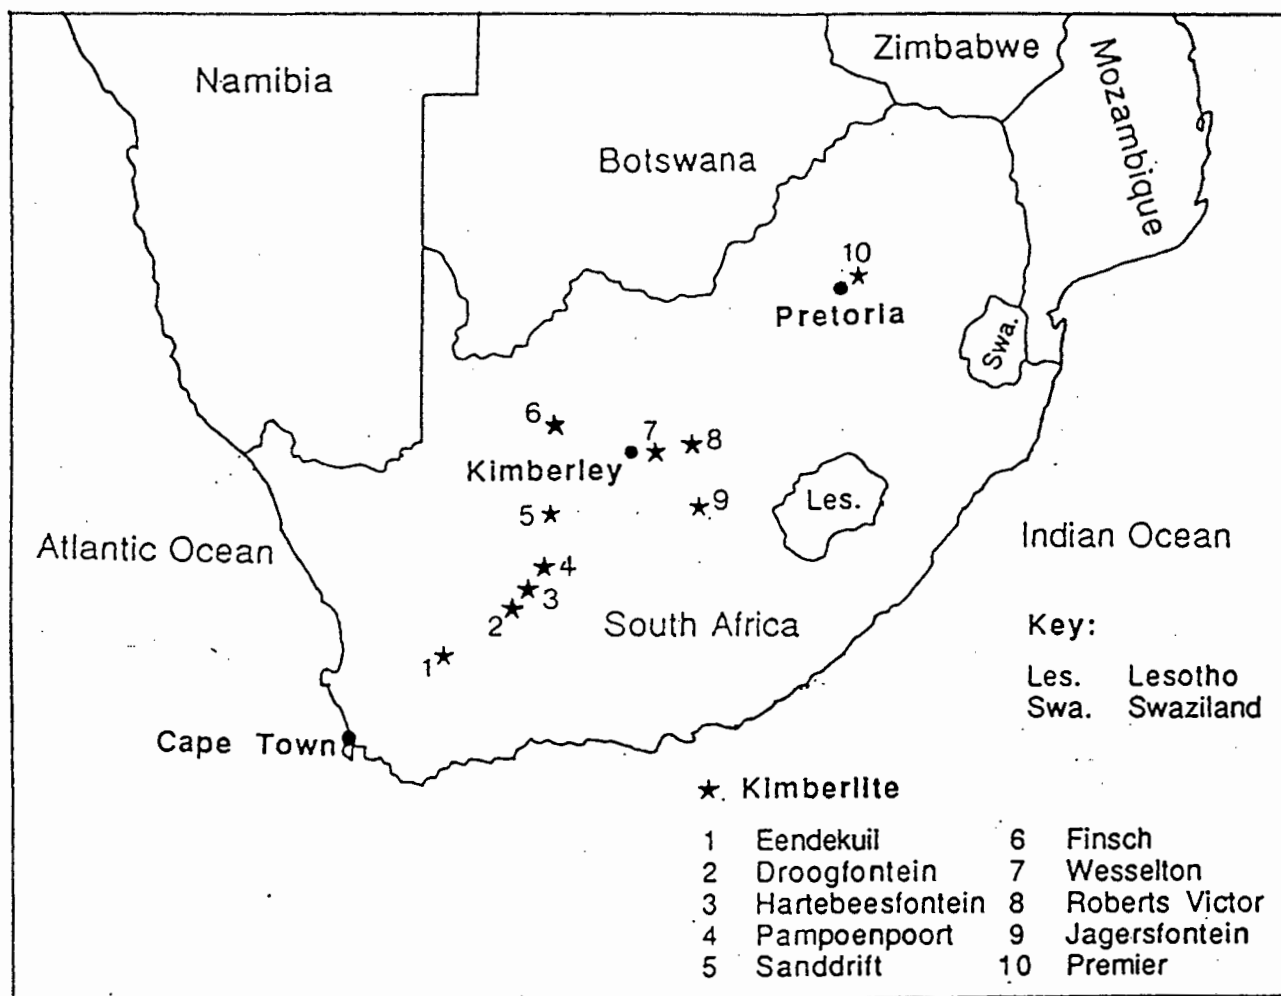 Zimbabwe
Namibia
Mozambique
Botswana
10
Pretoria
Swa.
6
7
8
Kimberley
Les.
9
5
Atlantic Ocean
Indian Ocean
4
3
2
South Africa
Key:
1
Les. Lesotho
Swa. Swaziland
Cape Town
★ Kimberlite
1 Eendekuil 6 Finsch
2 Droogfontein 7 Wesselton
3 Hartebeesfontein 8 Roberts Victor
4 Pampoenpoort 9 Jagersfontein
5 Sanddrift 10 Premier